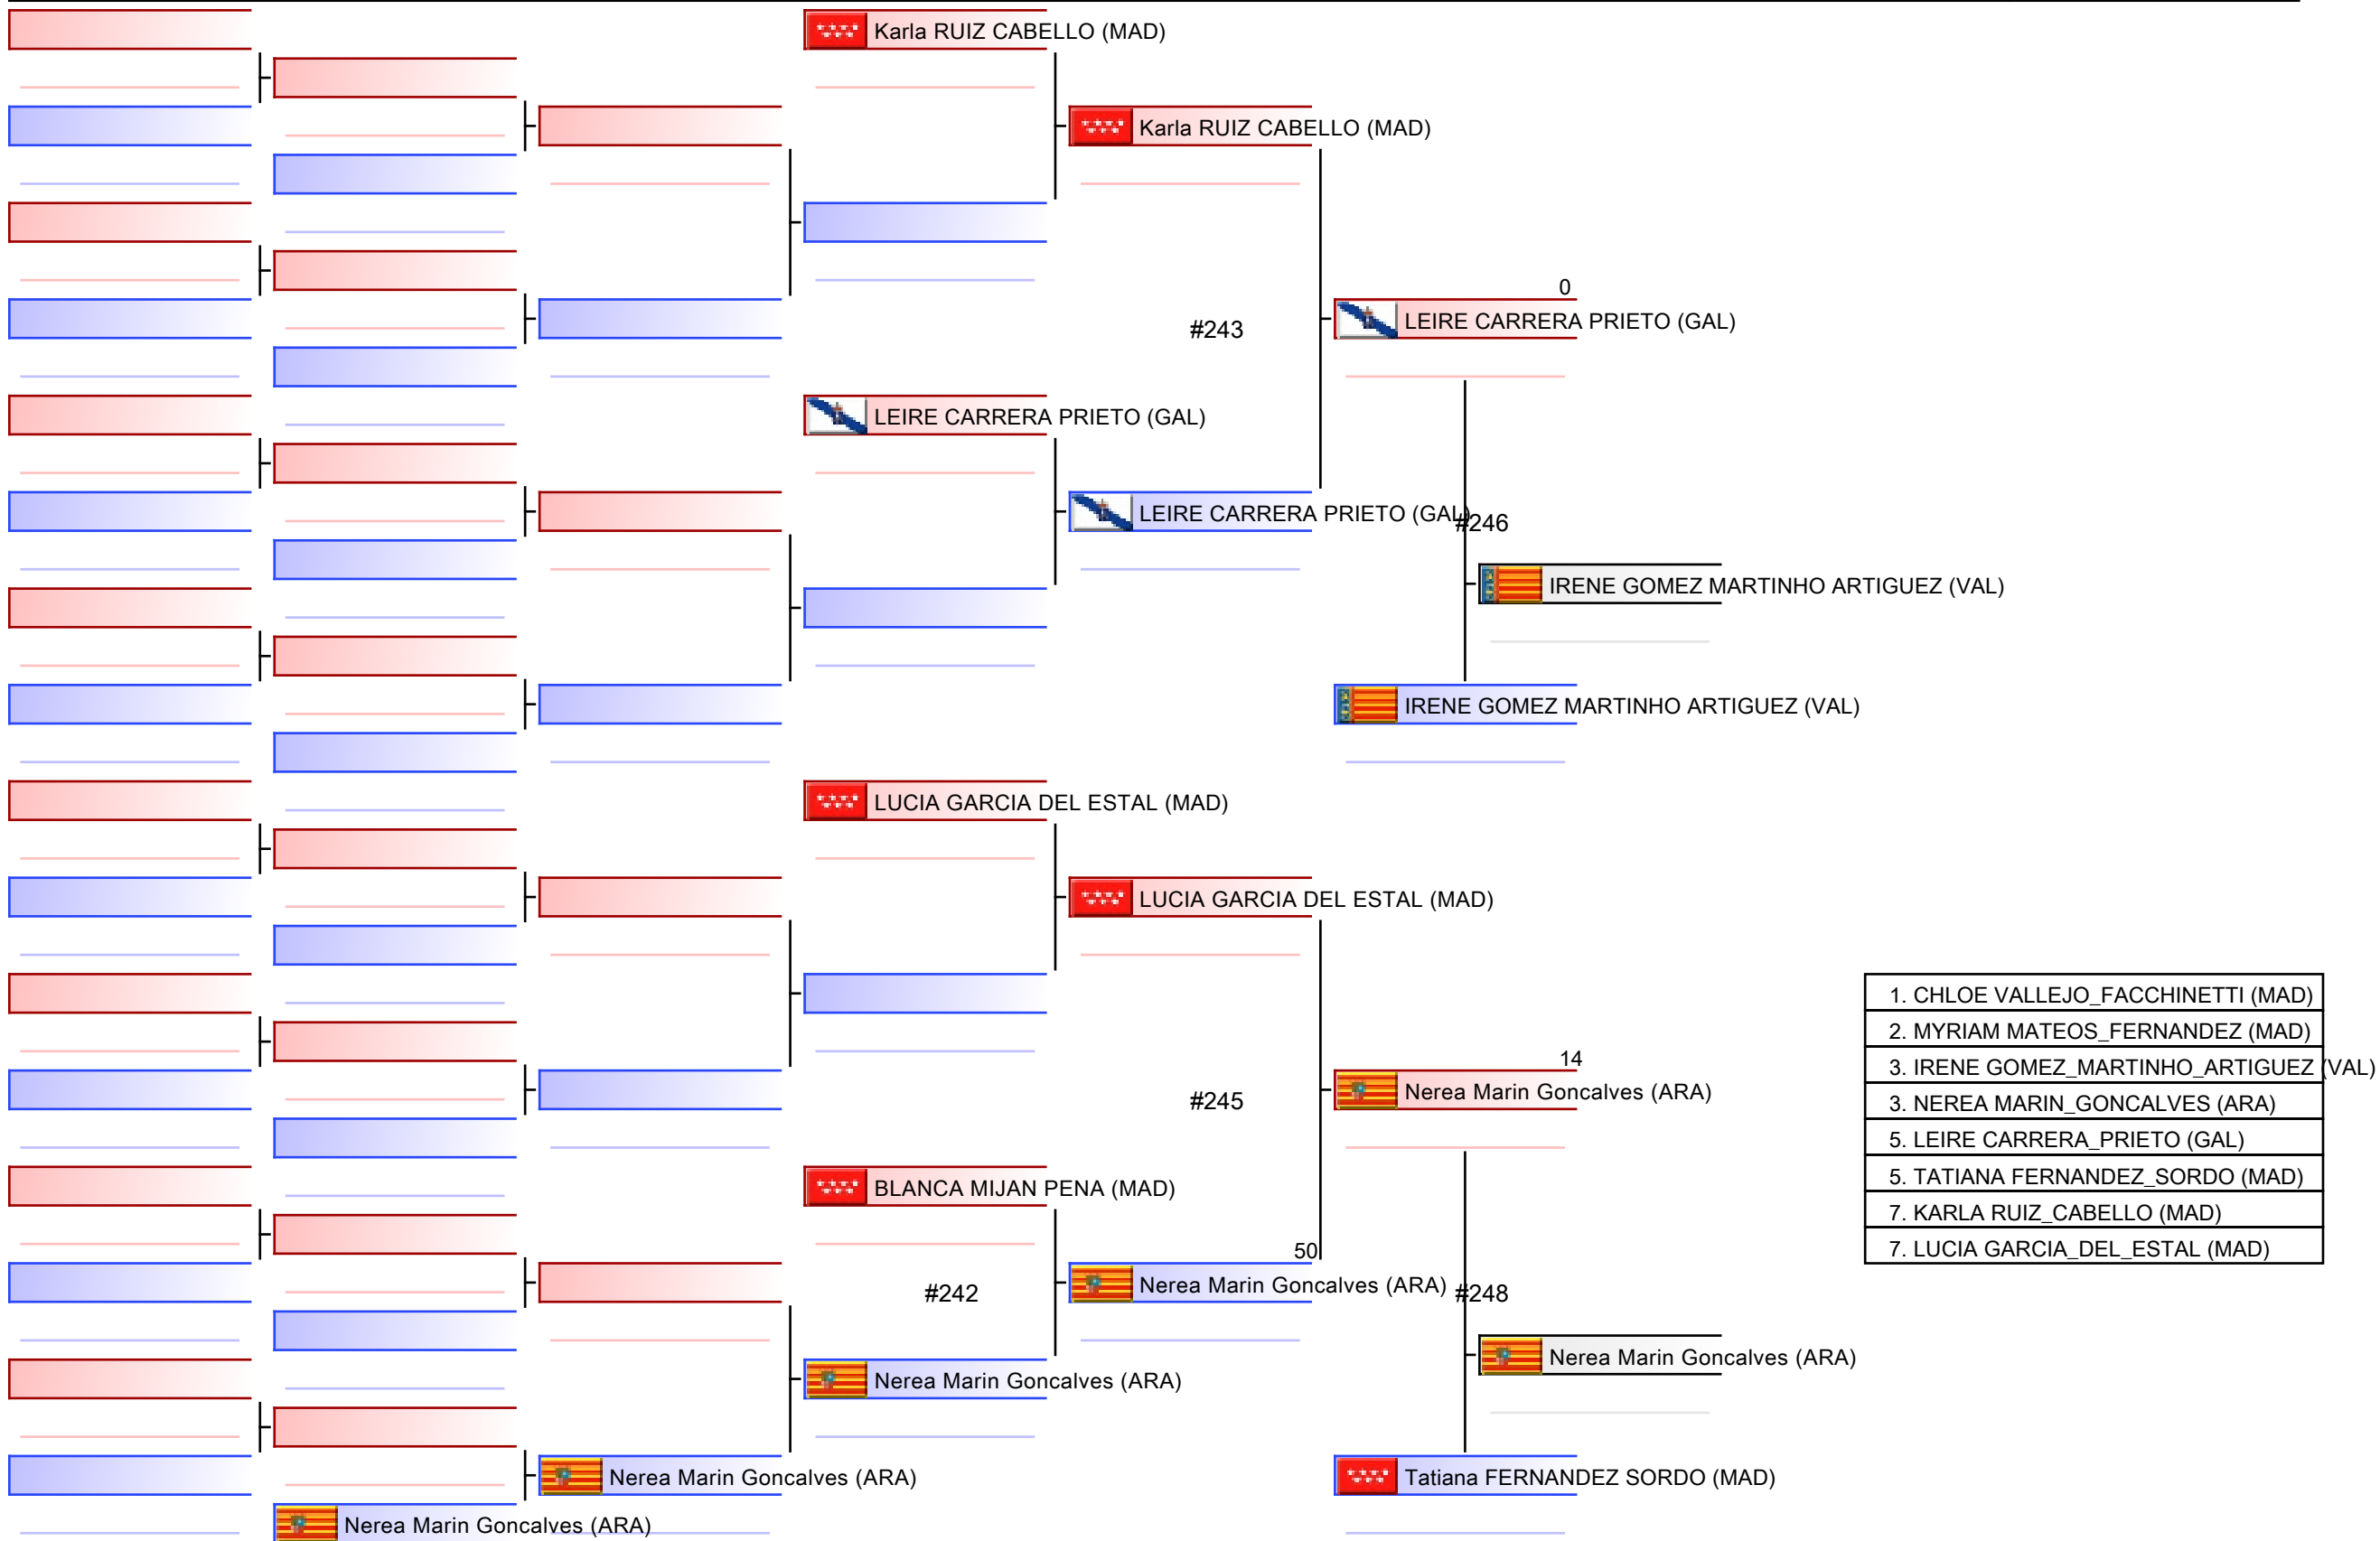 Karla RUIZ CABELLO (MAD)
Karla RUIZ CABELLO (MAD)
0
LEIRE CARRERA PRIETO (GAL)
#243
LEIRE CARRERA PRIETO (GAL)
LEIRE CARRERA PRIETO (GAL)
#246
IRENE GOMEZ MARTINHO ARTIGUEZ (VAL)
IRENE GOMEZ MARTINHO ARTIGUEZ (VAL)
LUCIA GARCIA DEL ESTAL (MAD)
LUCIA GARCIA DEL ESTAL (MAD)
14
Nerea Marin Goncalves (ARA)
#245
BLANCA MIJAN PENA (MAD)
50
Nerea Marin Goncalves (ARA)
#242
#248
Nerea Marin Goncalves (ARA)
Nerea Marin Goncalves (ARA)
Nerea Marin Goncalves (ARA)
Tatiana FERNANDEZ SORDO (MAD)
Nerea Marin Goncalves (ARA)
1. CHLOE VALLEJO_FACCHINETTI (MAD)
2. MYRIAM MATEOS_FERNANDEZ (MAD)
3. IRENE GOMEZ_MARTINHO_ARTIGUEZ (VAL)
3. NEREA MARIN_GONCALVES (ARA)
5. LEIRE CARRERA_PRIETO (GAL)
5. TATIANA FERNANDEZ_SORDO (MAD)
7. KARLA RUIZ_CABELLO (MAD)
7. LUCIA GARCIA_DEL_ESTAL (MAD)